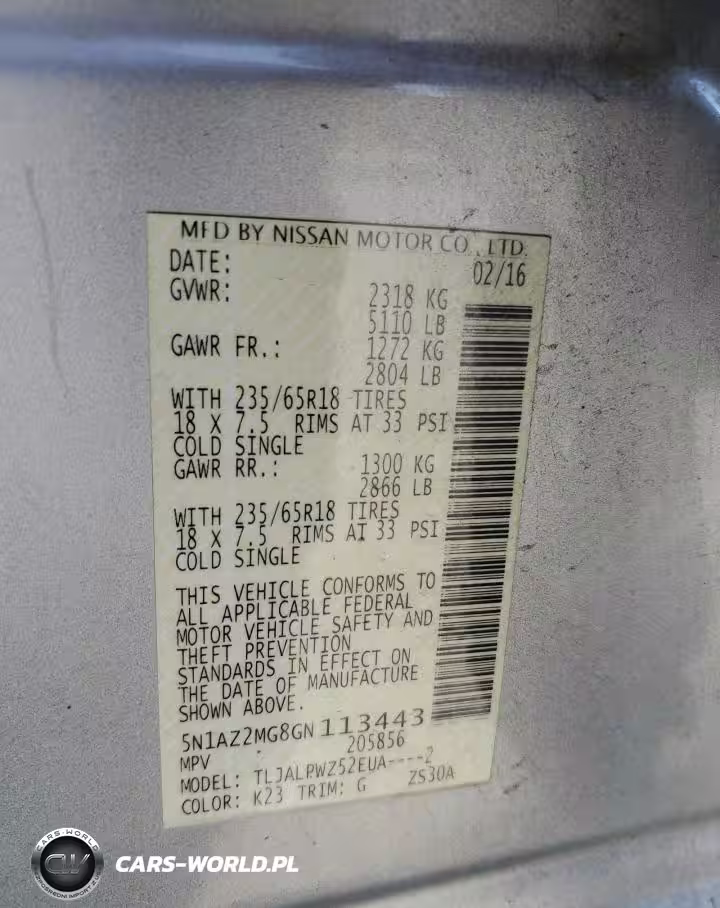 MFD BY NISSAN MOTOR CO., LTD.
DATE: 02/16
GVWR: 2318 KG
5110 LB
GAWR FR.: 1272 KG
2804 LB
WITH 235/65R18 TIRES
18 X 7.5 RIMS AT 33 PSI
COLD SINGLE
GAWR RR.: 1300 KG
2866 LB
WITH 235/65R18 TIRES
18 X 7.5 RIMS AT 33 PSI
COLD SINGLE
THIS VEHICLE CONFORMS TO
ALL APPLICABLE FEDERAL
MOTOR VEHICLE SAFETY AND
THEFT PREVENTION
STANDARDS IN EFFECT ON
THE DATE OF MANUFACTURE
SHOWN ABOVE.
5N1AZ2MG8GN113443
MPV 205856
MODEL: TLJALPWZ52EUA----2
COLOR: K23 TRIM: G ZS30A
CARS-WORLD
CW
CARS-WORLD.PL